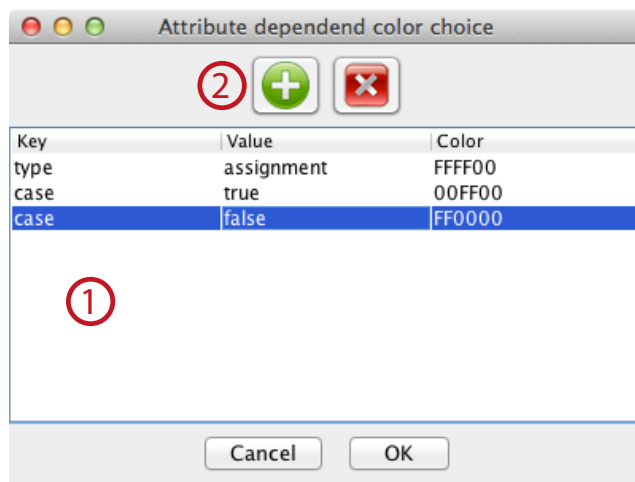 Attribute dependend color choice
2
Key Value Color
type assignment FFFF00
case true 00FF00
case false FF0000
1
Cancel OK